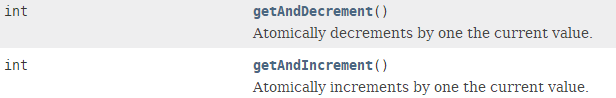 int getAndDecrement()
Atomically decrements by one the current value.
int getAndIncrement()
Atomically increments by one the current value.